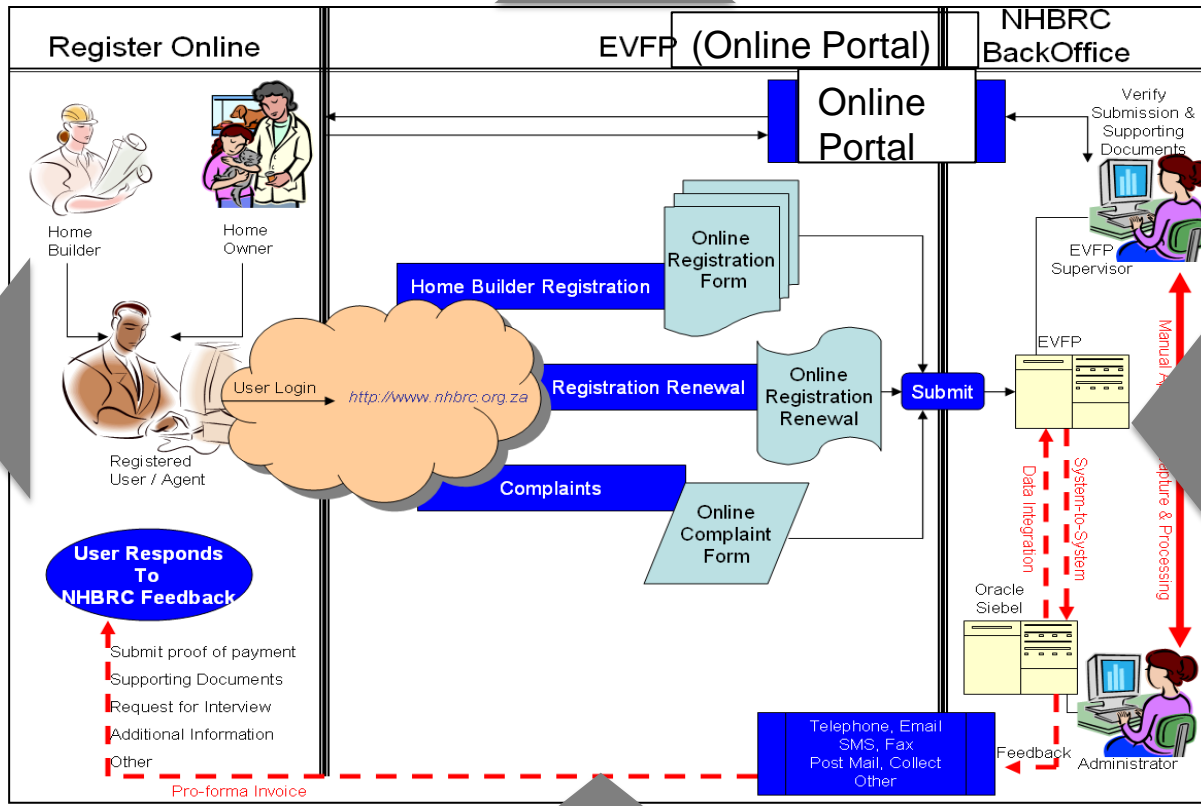 Register Online
EVFP (Online Portal)
NHBRC
BackOffice
Online
Portal
Verify
Submission &
Supporting
Documents
Home
Builder
Home
Owner
EVFP
Supervisor
Home Builder Registration
Online
Registration
Form
EVFP
Manual
Capture & Processing
User Login
http://www.nhbrc.org.za
Registration Renewal
Online
Registration
Renewal
Submit
Registered
User / Agent
Complaints
Online
Complaint
Form
Data Integration
System-to-System
User Responds
To
NHBRC Feedback
Oracle
Siebel
Submit proof of payment
Supporting Documents
Request for Interview
Additional Information
Other
Telephone, Email
SMS, Fax
Post Mail, Collect
Other
Feedback
Administrator
Pro-forma Invoice